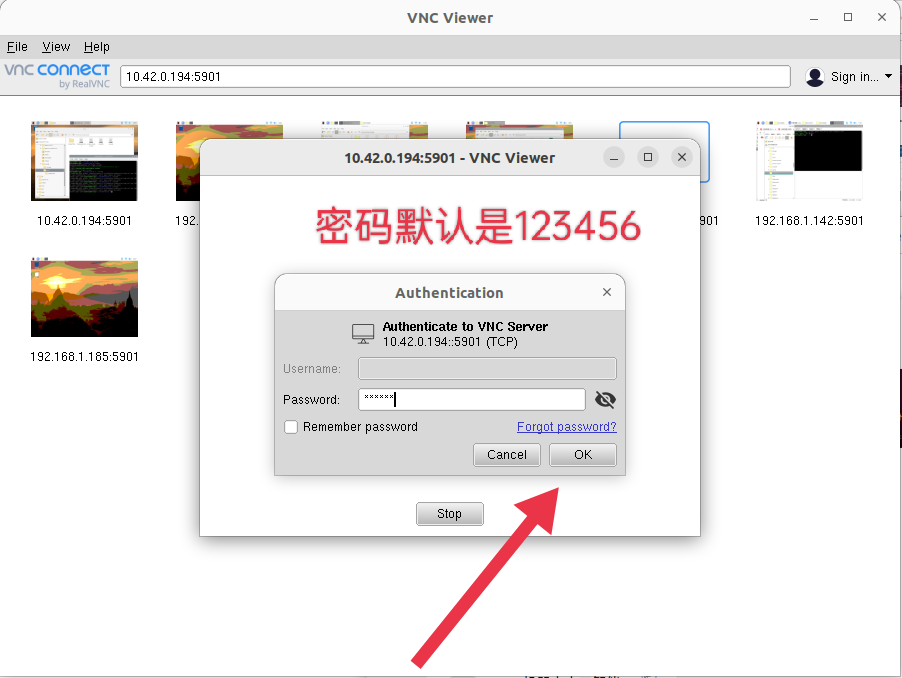 VNC Viewer
File View Help
VNC CONNECT
by RealVNC
10.42.0.194:5901
Sign in...
10.42.0.194:5901 - VNC Viewer
密码默认是123456
10.42.0.194:5901
192.
901
192.168.1.142:5901
Authentication
Authenticate to VNC Server
10.42.0.194::5901 (TCP)
Username:
Password: ******
Remember password
Forgot password?
Cancel
OK
192.168.1.185:5901
Stop